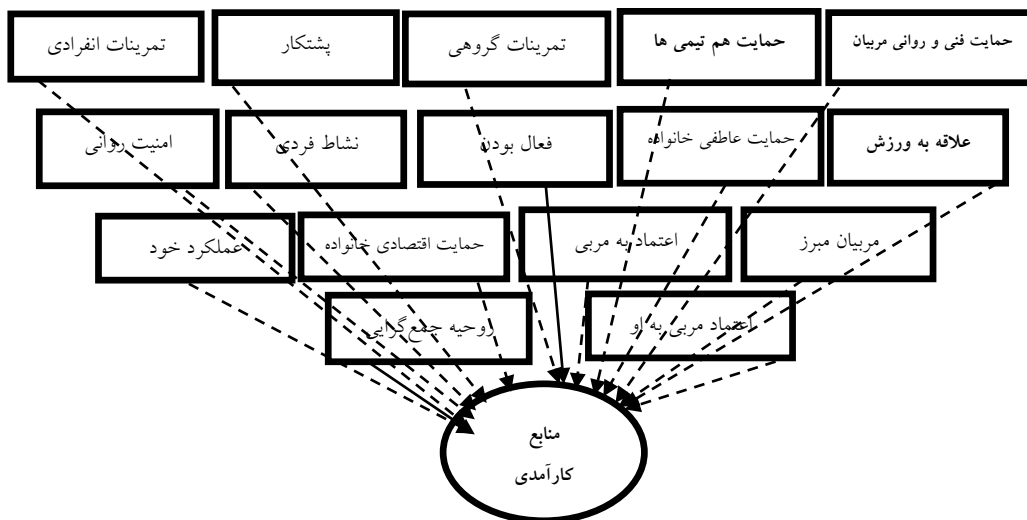 حمایت فنی و روانی مربیان
حمایت هم تیمی ها
تمرینات گروهی
پشتکار
تمرینات انفرادی
علاقه به ورزش
حمایت عاطفی خانواده
فعال بودن
نشاط فردی
امنیت روانی
مربیان مبرز
اعتماد به مربی
حمایت اقتصادی خانواده
عملکرد خود
اعتماد مربی به او
روحیه جمع‌گرایی
منابع
کارآمدی